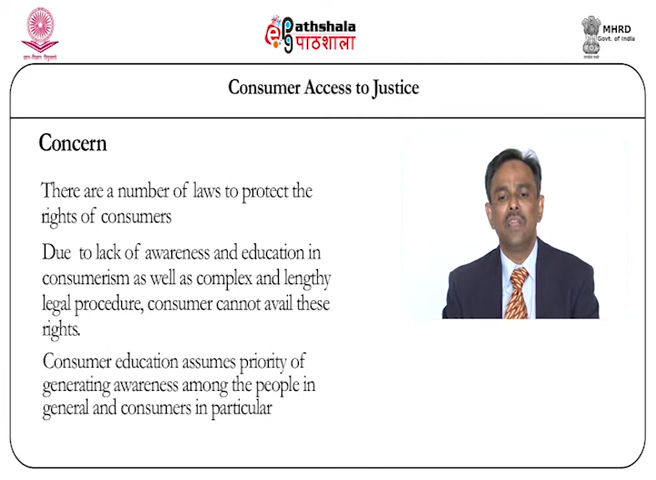 ePathshala
पाठशाला
MHRD
Govt. of India
Consumer Access to Justice
Concern
There are a number of laws to protect the
rights of consumers
Due to lack of awareness and education in
consumerism as well as complex and lengthy
legal procedure, consumer cannot avail these
rights.
Consumer education assumes priority of
generating awareness among the people in
general and consumers in particular